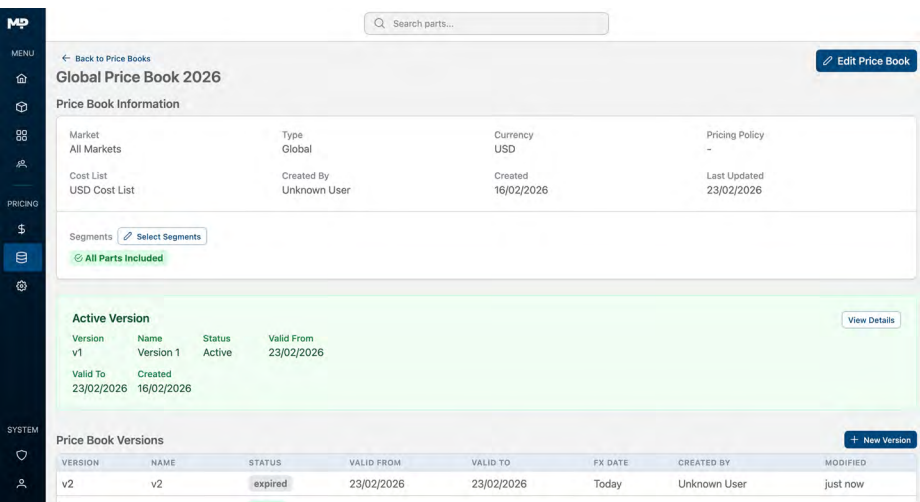 MP
Search parts...
MENU
← Back to Price Books
Edit Price Book
Global Price Book 2026
Price Book Information
Market Type Currency Pricing Policy
All Markets Global USD -
Cost List Created By Created Last Updated
USD Cost List Unknown User 16/02/2026 23/02/2026
PRICING
$
Segments Select Segments
All Parts Included
Active Version View Details
Version Name Status Valid From
v1 Version 1 Active 23/02/2026
Valid To Created
23/02/2026 16/02/2026
SYSTEM
Price Book Versions + New Version
VERSION NAME STATUS VALID FROM VALID TO FX DATE CREATED BY MODIFIED
v2 v2 expired 23/02/2026 23/02/2026 Today Unknown User just now